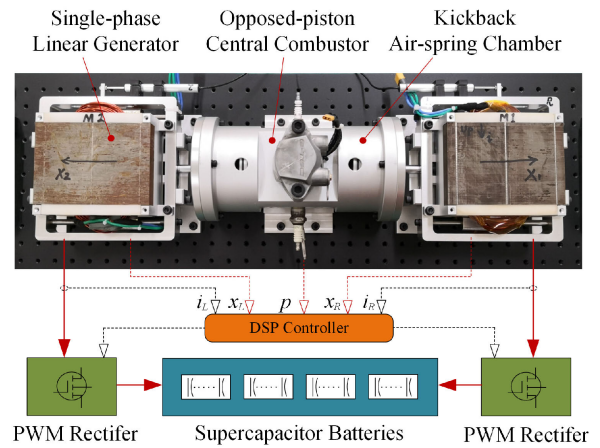 Single-phase
Linear Generator
Opposed-piston
Central Combustor
Kickback
Air-spring Chamber
M2
X2
M1
X1
R
iL xL p xR iR
DSP Controller
PWM Rectifer
Supercapacitor Batteries
PWM Rectifer